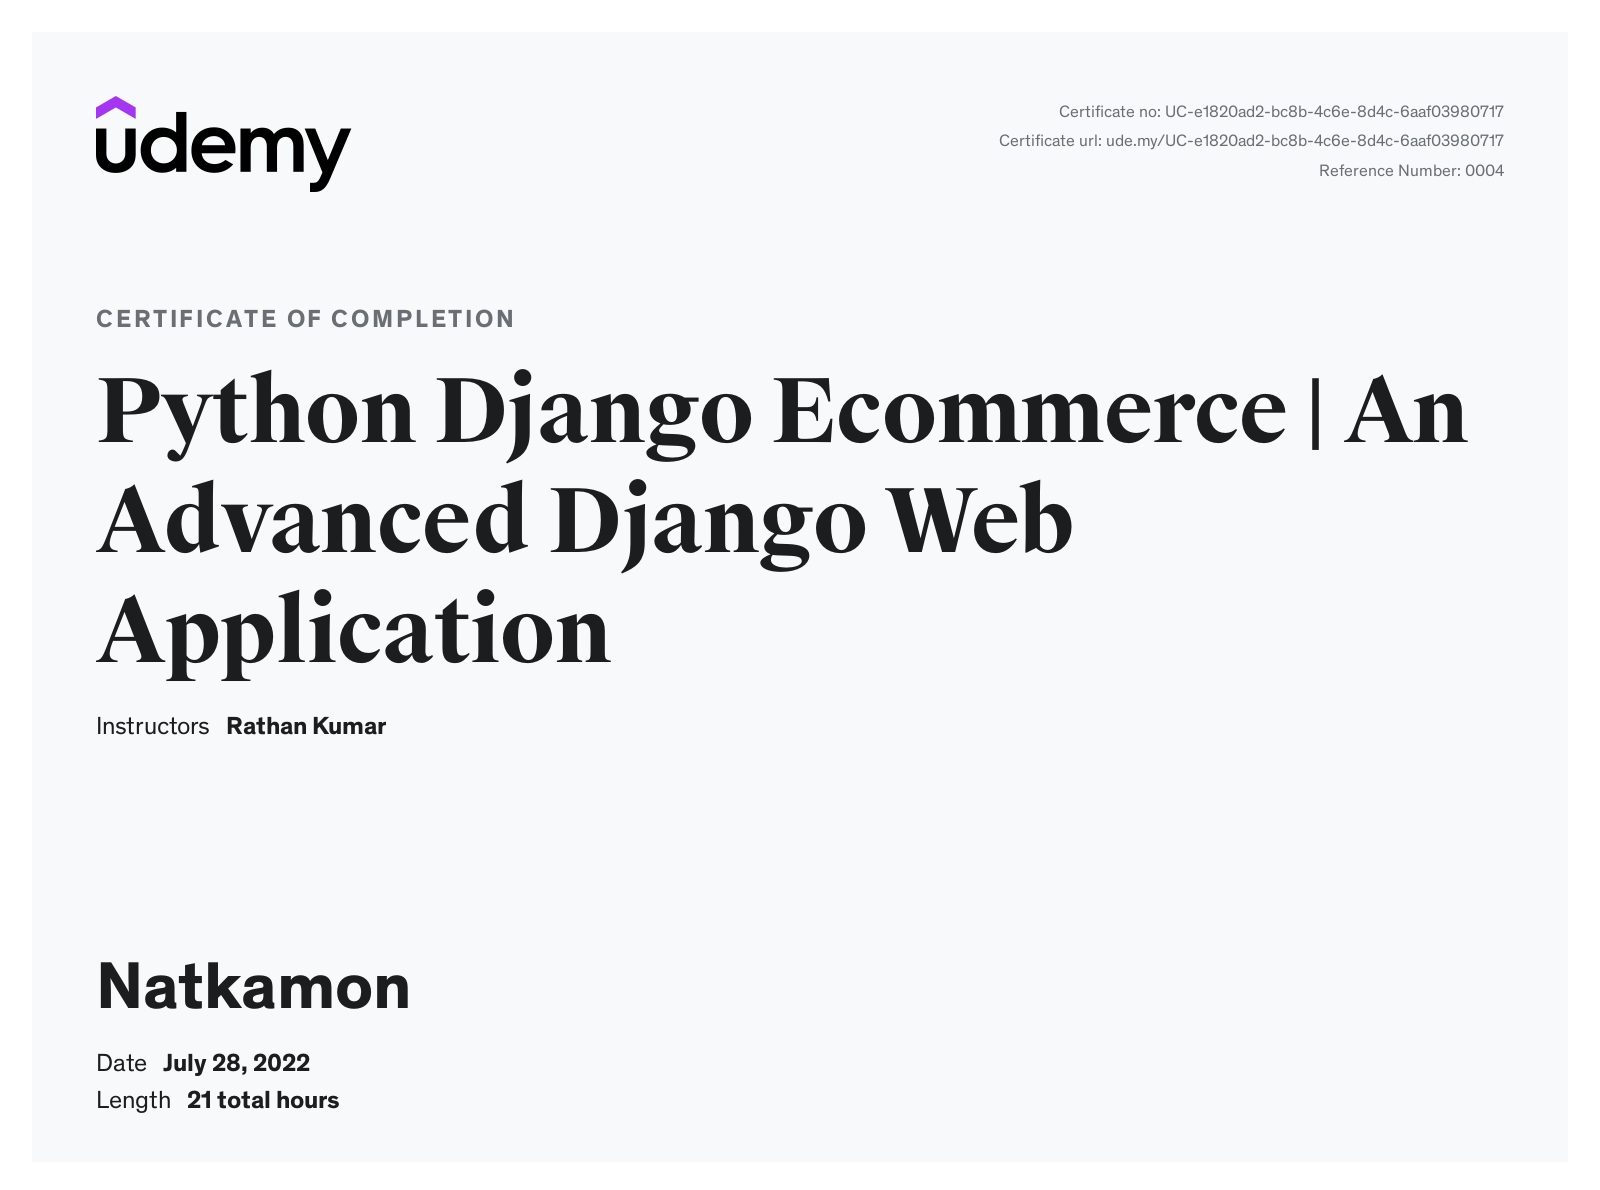 udemy
Certificate no: UC-e1820ad2-bc8b-4c6e-8d4c-6aaf03980717
Certificate url: ude.my/UC-e1820ad2-bc8b-4c6e-8d4c-6aaf03980717
Reference Number: 0004
CERTIFICATE OF COMPLETION
Python Django Ecommerce | An
Advanced Django Web
Application
Instructors Rathan Kumar
Natkamon
Date July 28, 2022
Length 21 total hours